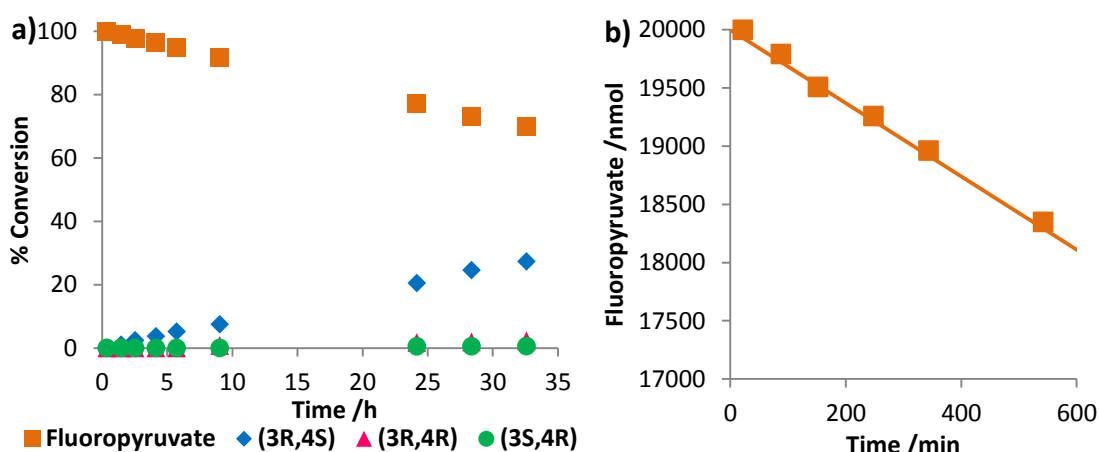 a)
% Conversion
100
80
60
40
20
0
0 5 10 15 20 25 30 35
Time /h
Fluoropyruvate (3R,4S) (3R,4R) (3S,4R)
b)
Fluoropyruvate /nmol
20000
19500
19000
18500
18000
17500
17000
0 200 400 600
Time /min